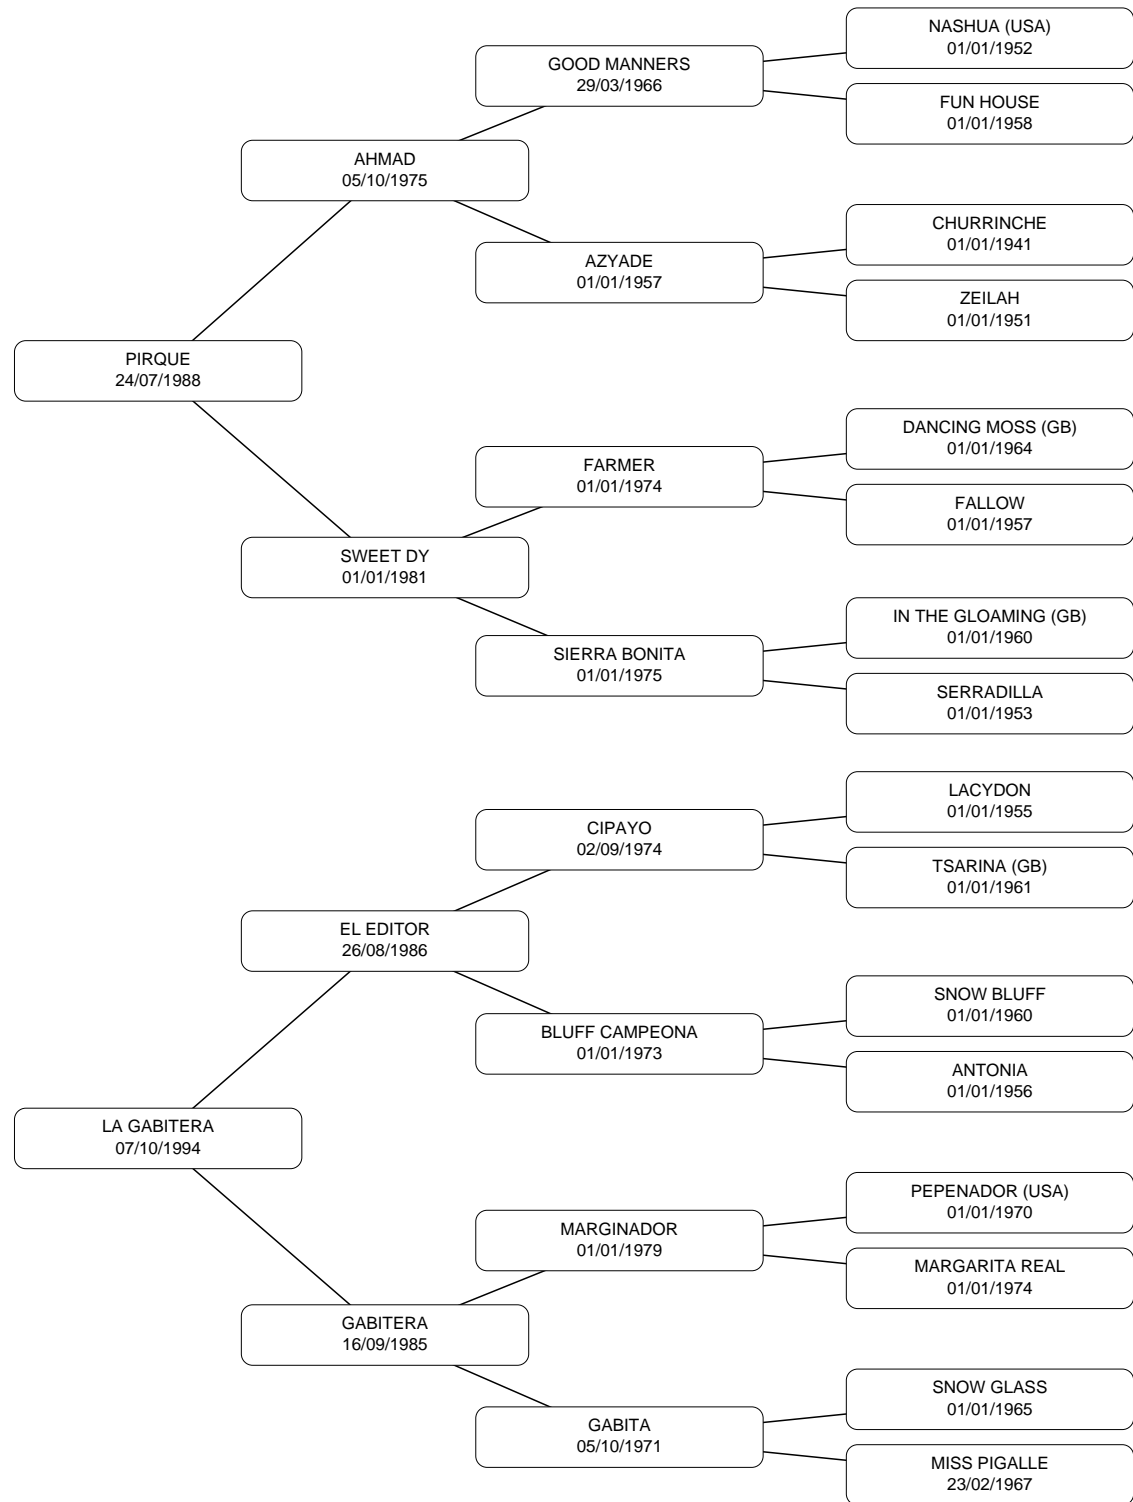 NASHUA (USA)
01/01/1952
GOOD MANNERS
29/03/1966
FUN HOUSE
01/01/1958
AHMAD
05/10/1975
CHURRINCHE
01/01/1941
AZYADE
01/01/1957
ZEILAH
01/01/1951
PIRQUE
24/07/1988
DANCING MOSS (GB)
01/01/1964
FARMER
01/01/1974
FALLOW
01/01/1957
SWEET DY
01/01/1981
IN THE GLOAMING (GB)
01/01/1960
SIERRA BONITA
01/01/1975
SERRADILLA
01/01/1953
LACYDON
01/01/1955
CIPAYO
02/09/1974
TSARINA (GB)
01/01/1961
EL EDITOR
26/08/1986
SNOW BLUFF
01/01/1960
BLUFF CAMPEONA
01/01/1973
ANTONIA
01/01/1956
LA GABITERA
07/10/1994
PEPENADOR (USA)
01/01/1970
MARGINADOR
01/01/1979
MARGARITA REAL
01/01/1974
GABITERA
16/09/1985
SNOW GLASS
01/01/1965
GABITA
05/10/1971
MISS PIGALLE
23/02/1967